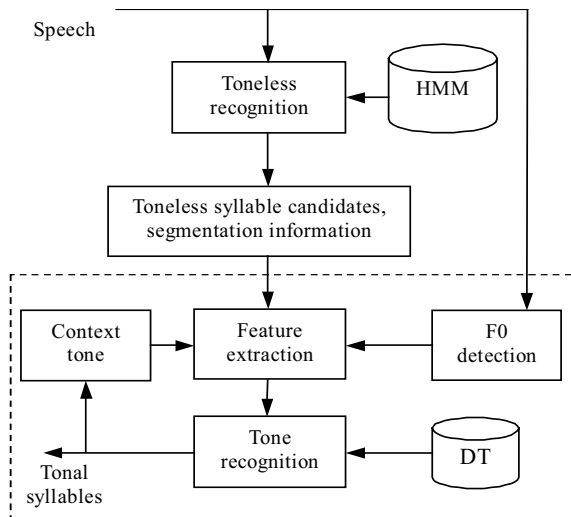 Speech
Toneless
recognition
HMM
Toneless syllable candidates,
segmentation information
Context
tone
Feature
extraction
F0
detection
Tone
recognition
DT
Tonal
syllables